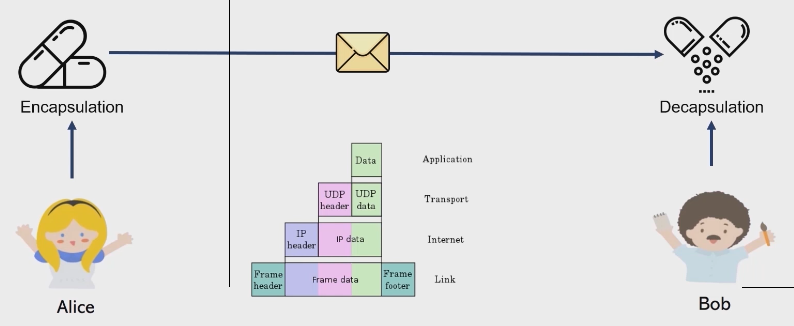 Encapsulation
Decapsulation
Data
Application
UDP header
UDP data
Transport
IP header
IP data
Internet
Frame header
Frame data
Frame footer
Link
Alice
Bob